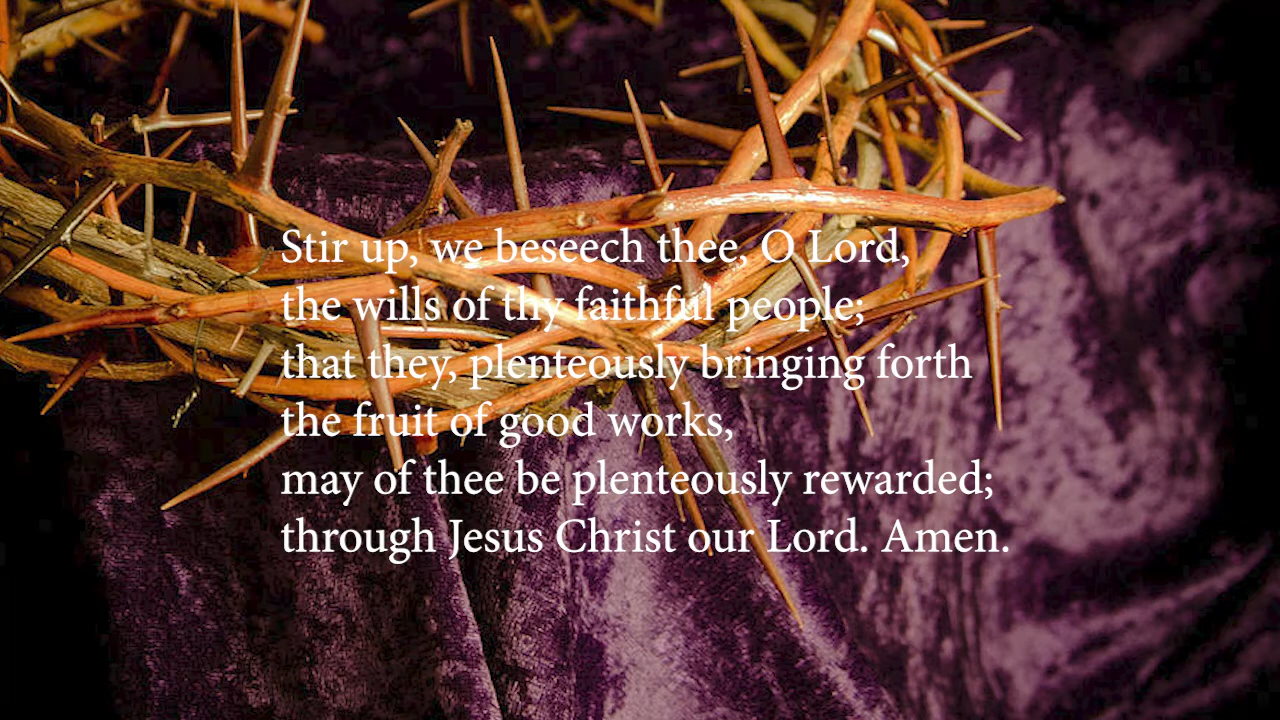 Stir up, we beseech thee, O Lord,
the wills of thy faithful people;
that they, plenteously bringing forth
the fruit of good works,
may of thee be plenteously rewarded;
through Jesus Christ our Lord. Amen.